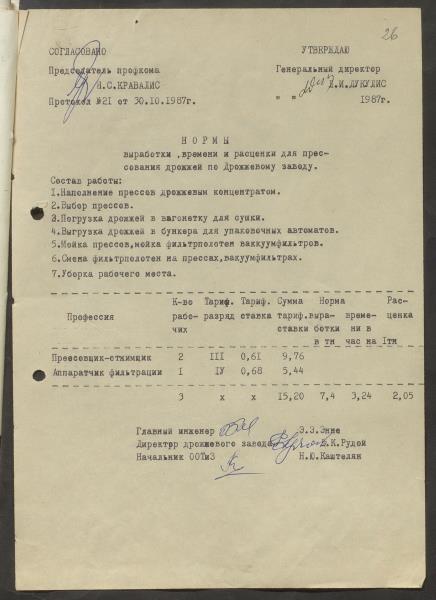 26
СОГЛАСОВАНО УТВЕРЖДАЮ
Председатель профкома Генеральный директор
Я.С.КРАВАЛИС И.И.ЛУКУЛИС
Протокол №21 от 30.10.1987г. " " 1987г.
НОРМЫ
выработки ,времени и расценки для прес-
сования дрожжей по Дрожжевому заводу.
Состав работы:
1.Наполнение прессов дрожжевым концентратом.
2.Выбор прессов.
3.Погрузка дрожжей в вагонетку для сушки.
4.Выгрузка дрожжей в бункера для упаковочных автоматов.
5.Мойка прессов,мойка фильтрполотен ваккуумфильтров.
6.Смена фильтрполотен на прессах,вакуумфильтрах.
7.Уборка рабочего места.
К-во Тариф. Тариф. Сумма Норма Рас-
Профессия рабо- разряд ставка тариф. выра- време- ценка
чих ставки ботки ни в
в тн час на 1тн
Прессовщик-отжимщик 2 III 0,61 9,76
Аппаратчик фильтрации I IУ 0,68 5,44
3 х х 15,20 7,4 3,24 2,05
Главный инженер Э.Э.Энне
Директор дрожжевого завода К.Рудой
Начальник ООТиЗ Н.Ю.Каштелян